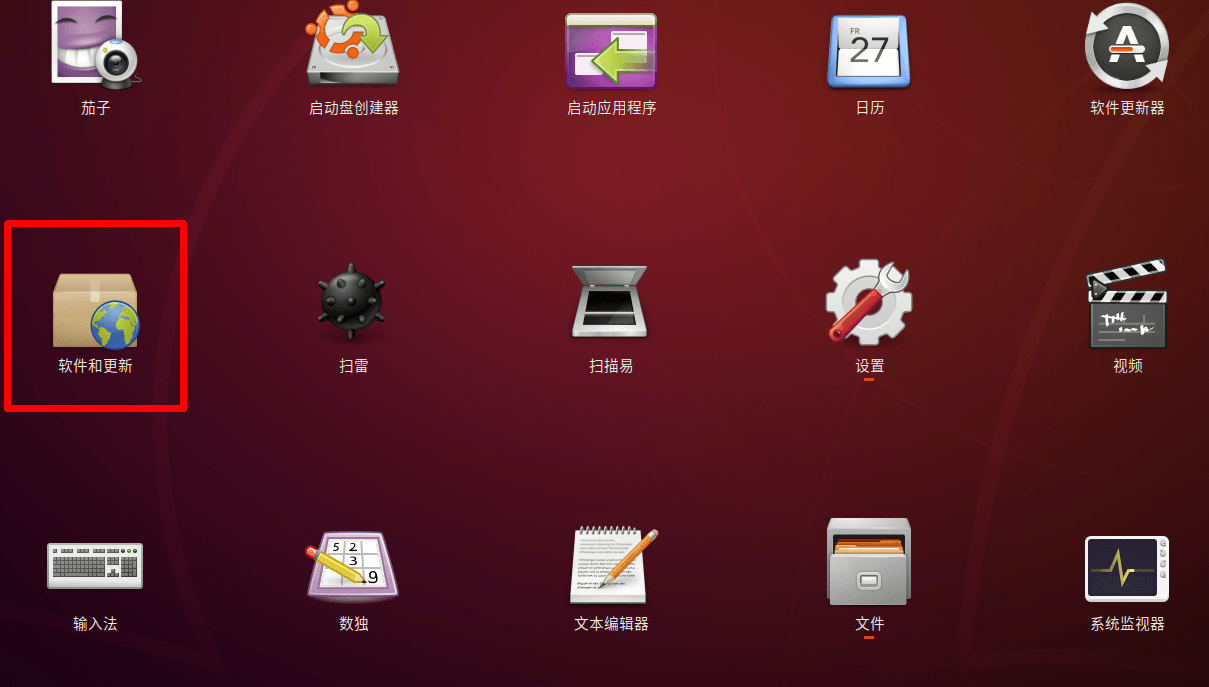 茄子
启动盘创建器
启动应用程序
FR
27
日历
软件更新器
软件和更新
扫雷
扫描易
设置
视频
5 2
3
9
输入法
数独
文本编辑器
文件
系统监视器